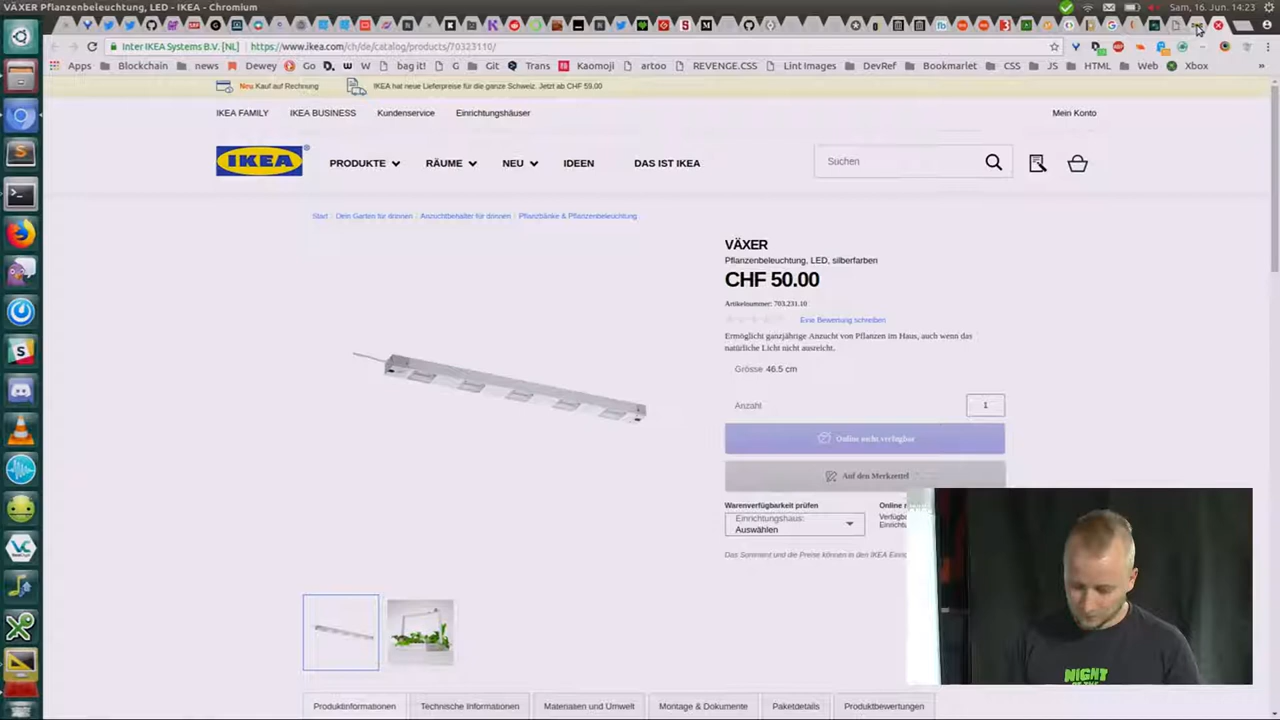 VÄXER Pflanzenbeleuchtung, LED - IKEA - Chromium
Sam, 16. Jun. 14:23
Inter IKEA Systems B.V. [NL]
https://www.ikea.com/ch/de/catalog/products/70323110/
Apps
Blockchain
news
Dewey
Go
W
bag it!
G
Git
Trans
Kaomoji
artoo
REVENGE.CSS
Lint Images
DevRef
Bookmarklet
CSS
JS
HTML
Web
Xbox
»
Neu Kauf auf Rechnung
IKEA hat neue Lieferpreise für die ganze Schweiz. Jetzt ab CHF 59.00
IKEA FAMILY
IKEA BUSINESS
Kundenservice
Einrichtungshäuser
Mein Konto
IKEA
PRODUKTE
RÄUME
NEU
IDEEN
DAS IST IKEA
Suchen
Start
Dein Garten für drinnen
Anzuchtbehälter für drinnen
Pflanzbänke & Pflanzenbeleuchtung
VÄXER
Pflanzenbeleuchtung, LED, silberfarben
CHF 50.00
Artikelnummer: 703.231.10
Eine Bewertung schreiben
Ermöglicht ganzjährige Anzucht von Pflanzen im Haus, auch wenn das
natürliche Licht nicht ausreicht.
Grösse 46.5 cm
Anzahl
1
Online nicht verfügbar
Auf den Merkzettel
Warenverfügbarkeit prüfen
Online
Einrichtungshaus:
Auswählen
Das Sortiment und die Preise können in den IKEA
NIGHT
OF THE
Produktinformationen
Technische Informationen
Materialien und Umwelt
Montage & Dokumente
Paketdetails
Produktbewertungen